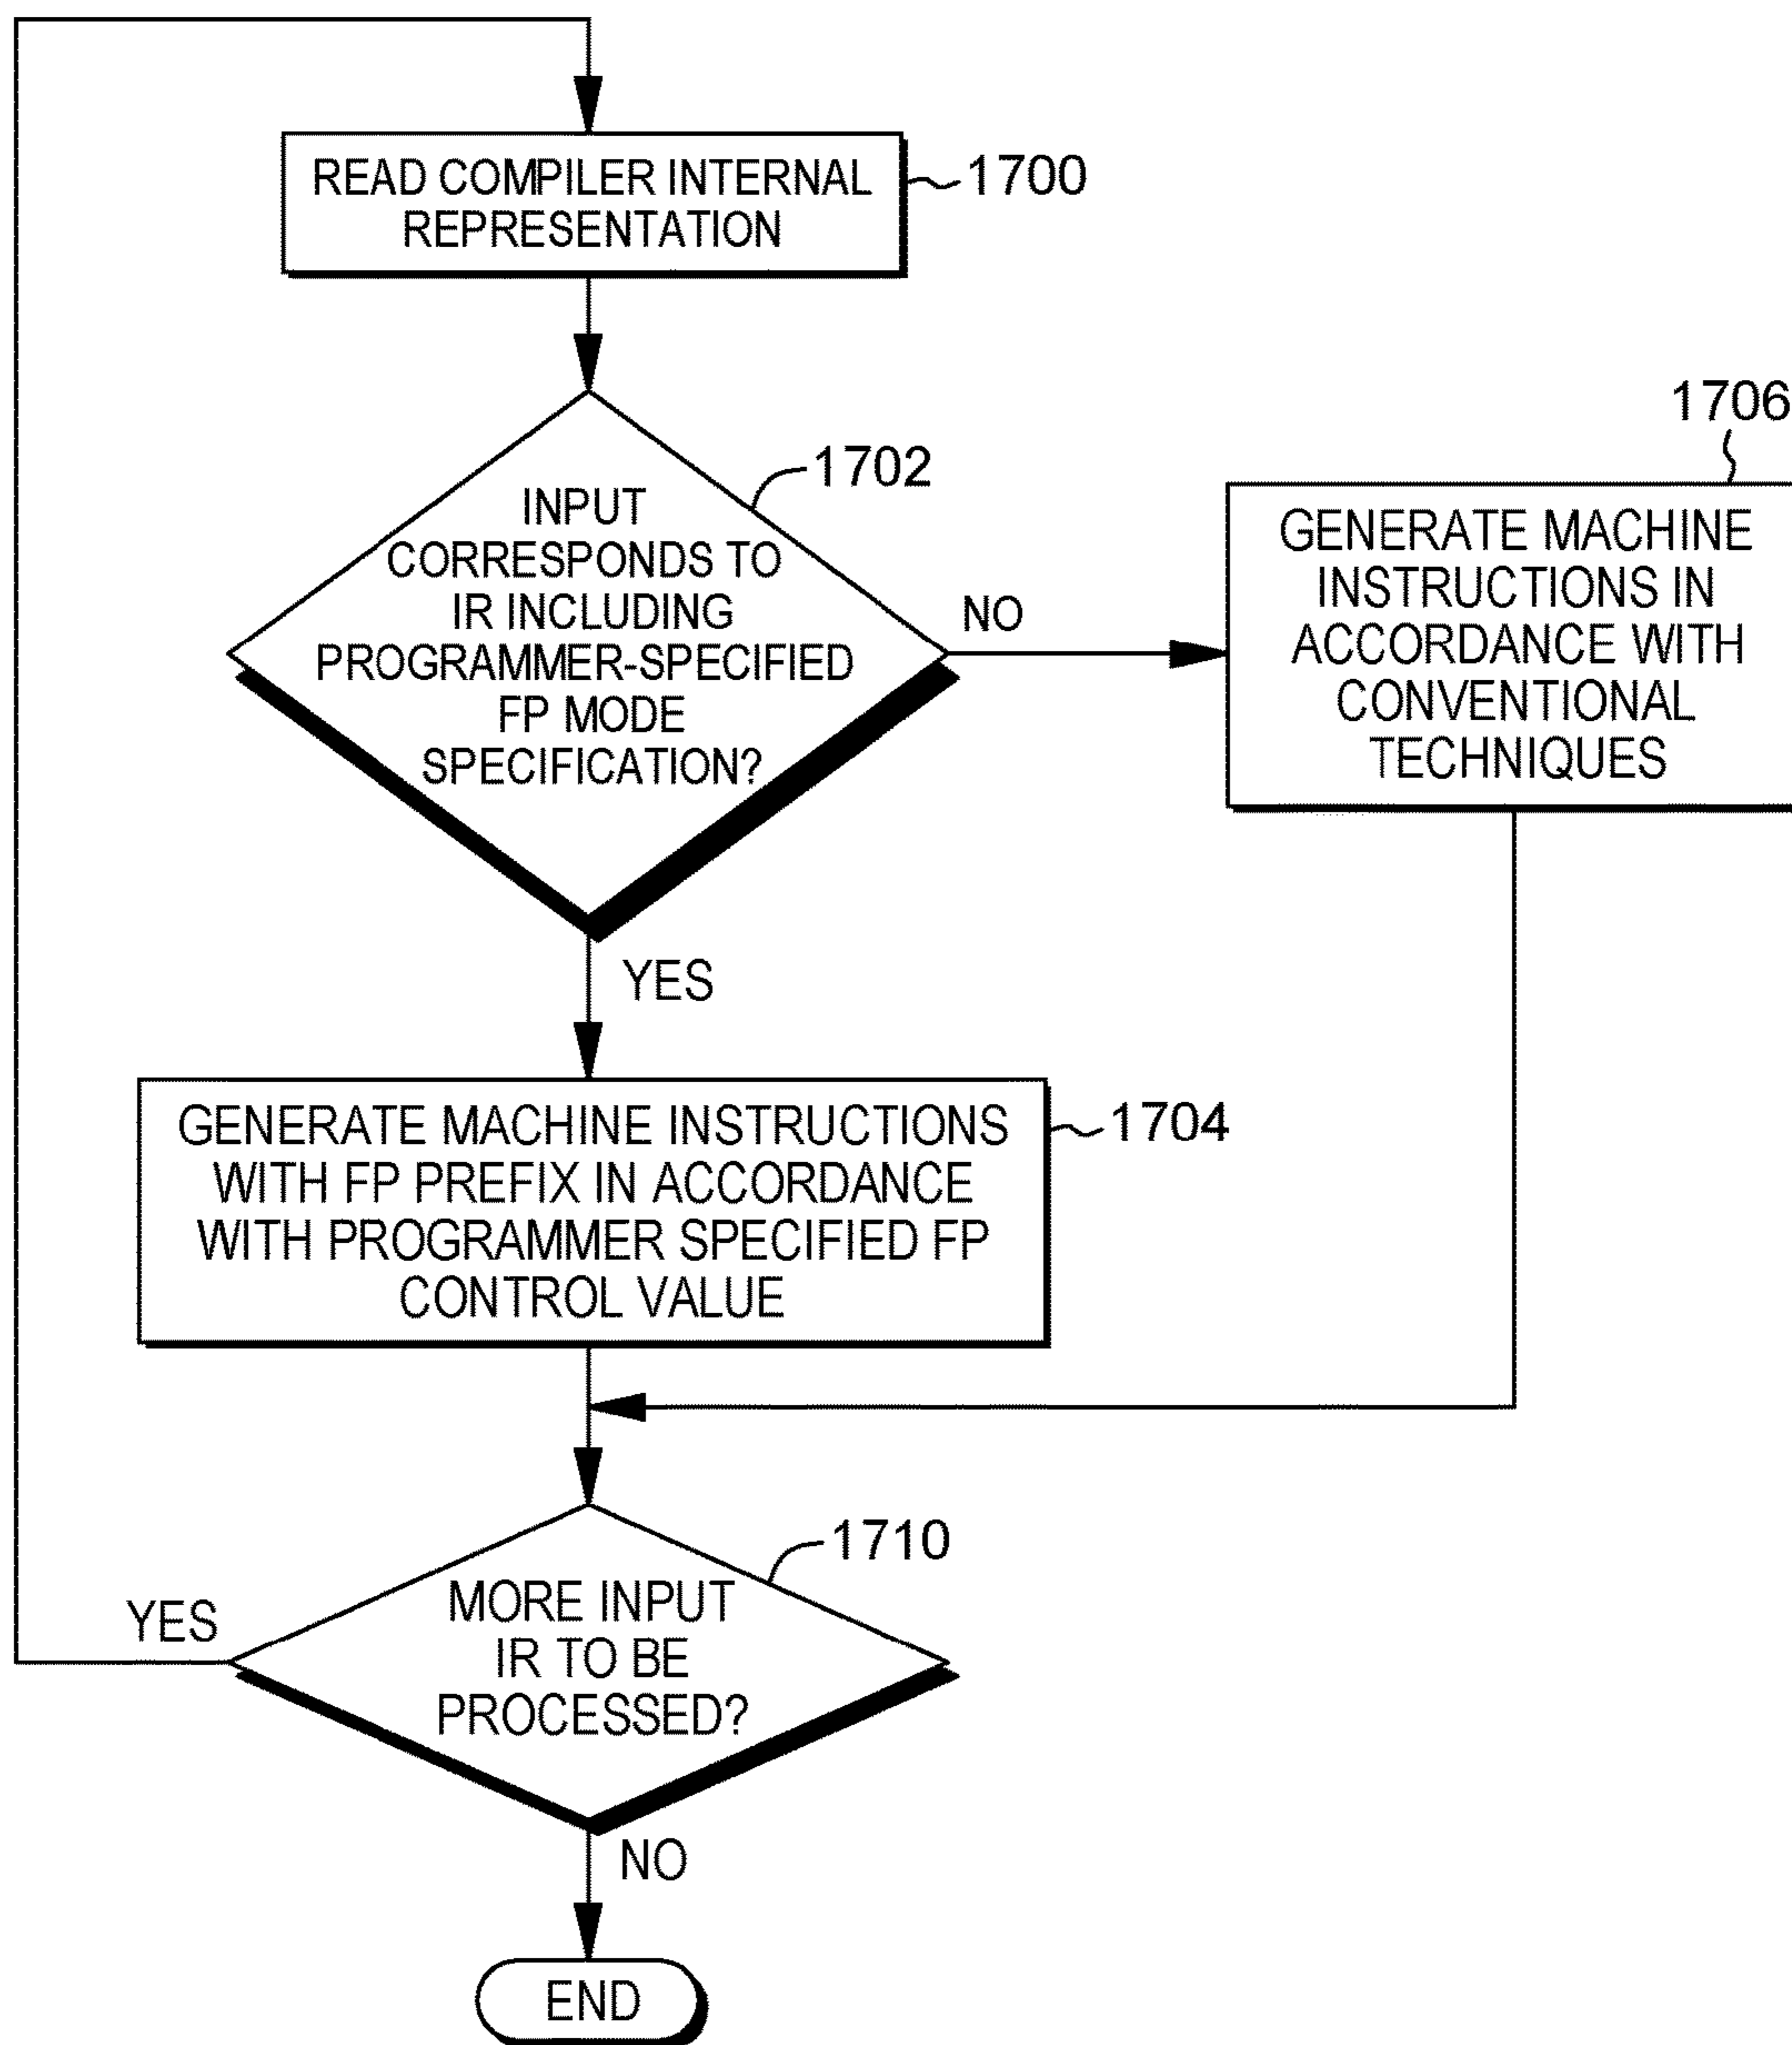 READ COMPILER INTERNAL
REPRESENTATION
1700
1702
INPUT
CORRESPONDS TO
IR INCLUDING
PROGRAMMER-SPECIFIED
FP MODE
SPECIFICATION?
NO
1706
GENERATE MACHINE
INSTRUCTIONS IN
ACCORDANCE WITH
CONVENTIONAL
TECHNIQUES
YES
GENERATE MACHINE INSTRUCTIONS
WITH FP PREFIX IN ACCORDANCE
WITH PROGRAMMER SPECIFIED FP
CONTROL VALUE
1704
1710
MORE INPUT
IR TO BE
PROCESSED?
YES
NO
END